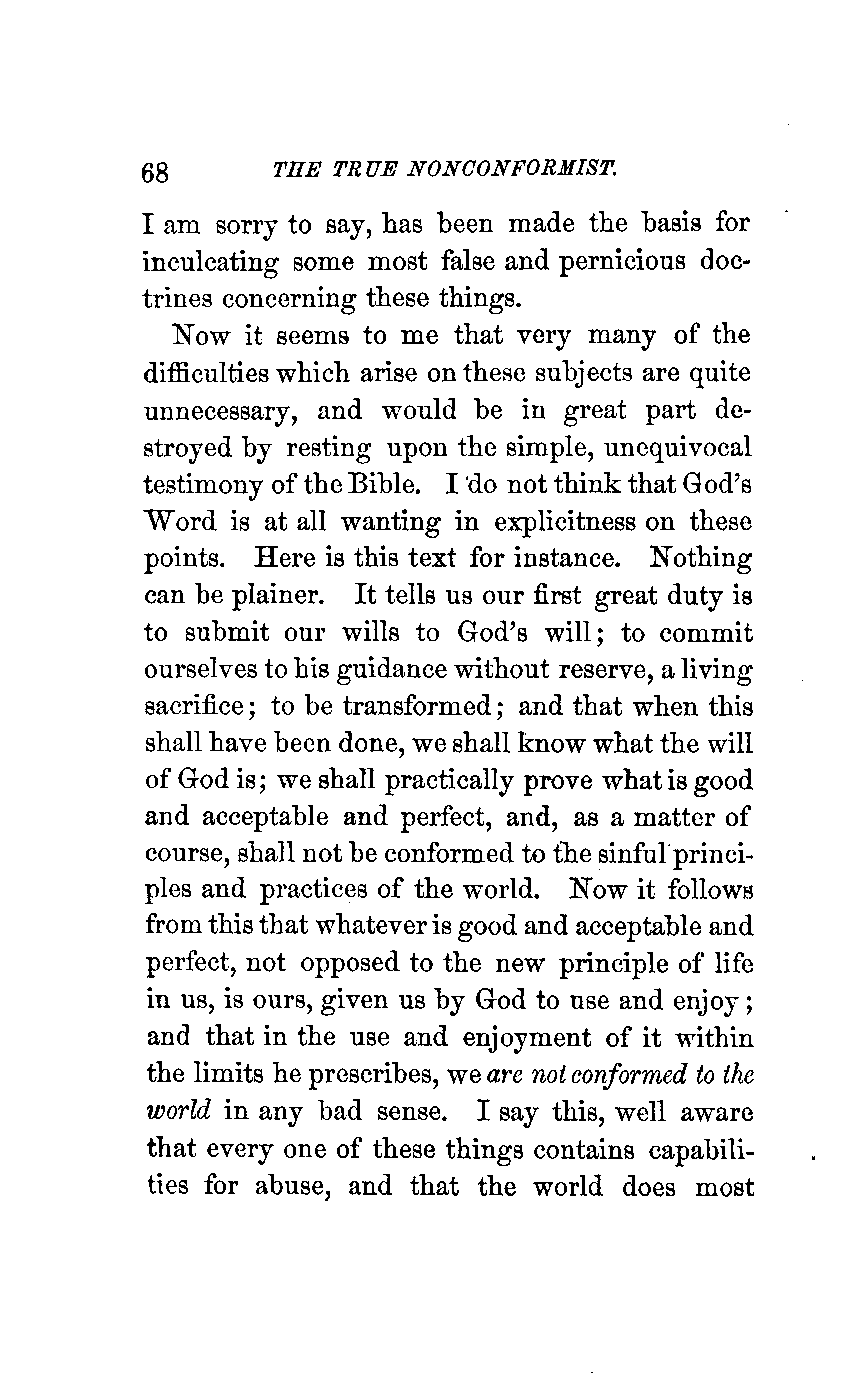 68 THE TRUE NONCONFORMIST.
I am sorry to say, has been made the basis for
inculcating some most false and pernicious doc-
trines concerning these things.
Now it seems to me that very many of the
difficulties which arise on these subjects are quite
unnecessary, and would be in great part de-
stroyed by resting upon the simple, unequivocal
testimony of the Bible. I do not think that God's
Word is at all wanting in explicitness on these
points. Here is this text for instance. Nothing
can be plainer. It tells us our first great duty is
to submit our wills to God's will; to commit
ourselves to his guidance without reserve, a living
sacrifice; to be transformed; and that when this
shall have been done, we shall know what the will
of God is; we shall practically prove what is good
and acceptable and perfect, and, as a matter of
course, shall not be conformed to the sinful princi-
ples and practices of the world. Now it follows
from this that whatever is good and acceptable and
perfect, not opposed to the new principle of life
in us, is ours, given us by God to use and enjoy;
and that in the use and enjoyment of it within
the limits he prescribes, we are not conformed to the
world in any bad sense. I say this, well aware
that every one of these things contains capabili-
ties for abuse, and that the world does most